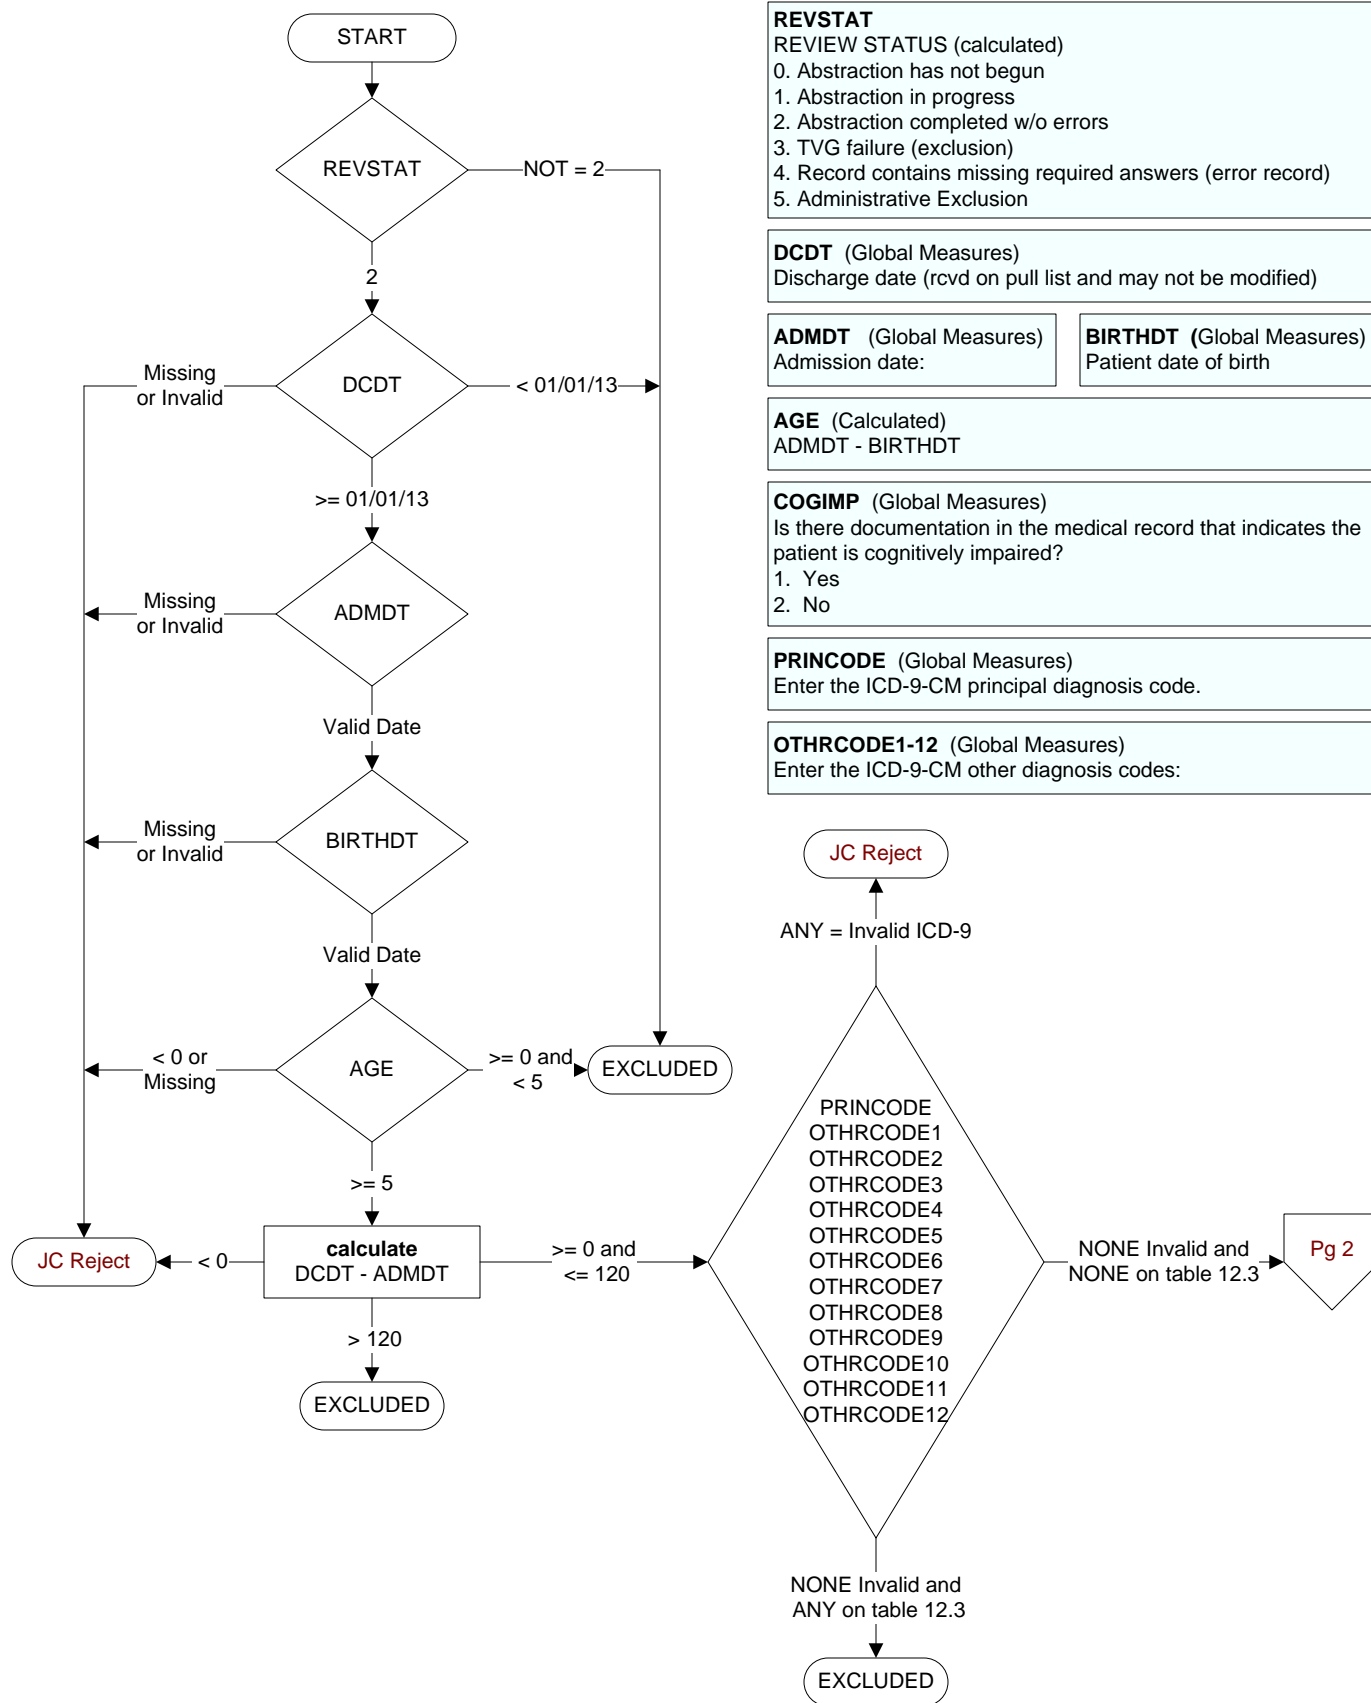 START
REVSTAT
NOT = 2
2
DCDT
Missing
or Invalid
< 01/01/13
>= 01/01/13
ADMDT
Missing
or Invalid
Valid Date
BIRTHDT
Missing
or Invalid
Valid Date
AGE
< 0 or
Missing
>= 0 and
< 5
EXCLUDED
>= 5
calculate
DCDT - ADMDT
< 0
JC Reject
>= 0 and
<= 120
> 120
EXCLUDED
REVSTAT
REVIEW STATUS (calculated)
0. Abstraction has not begun
1. Abstraction in progress
2. Abstraction completed w/o errors
3. TVG failure (exclusion)
4. Record contains missing required answers (error record)
5. Administrative Exclusion
DCDT (Global Measures)
Discharge date (rcvd on pull list and may not be modified)
ADMDT (Global Measures)
Admission date:
BIRTHDT (Global Measures)
Patient date of birth
AGE (Calculated)
ADMDT - BIRTHDT
COGIMP (Global Measures)
Is there documentation in the medical record that indicates the
patient is cognitively impaired?
1. Yes
2. No
PRINCODE (Global Measures)
Enter the ICD-9-CM principal diagnosis code.
OTHRCODE1-12 (Global Measures)
Enter the ICD-9-CM other diagnosis codes:
JC Reject
ANY = Invalid ICD-9
PRINCODE
OTHRCODE1
OTHRCODE2
OTHRCODE3
OTHRCODE4
OTHRCODE5
OTHRCODE6
OTHRCODE7
OTHRCODE8
OTHRCODE9
OTHRCODE10
OTHRCODE11
OTHRCODE12
NONE Invalid and
NONE on table 12.3
Pg 2
NONE Invalid and
ANY on table 12.3
EXCLUDED